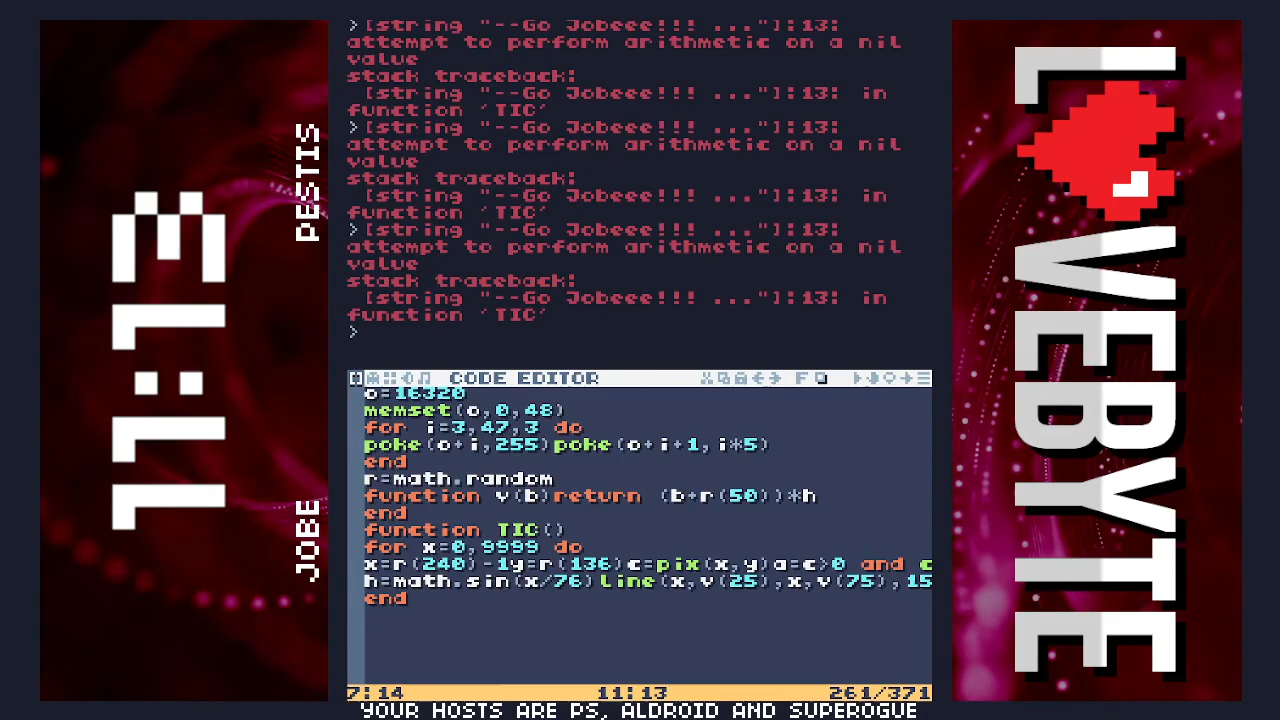 11:13
PESTIS
JOBE
>[string "--Go Jobeee!!! ..."]:13:
attempt to perform arithmetic on a nil
value
stack traceback:
[string "--Go Jobeee!!! ..."]:13: in
function 'TIC'
>[string "--Go Jobeee!!! ..."]:13:
attempt to perform arithmetic on a nil
value
stack traceback:
[string "--Go Jobeee!!! ..."]:13: in
function 'TIC'
>[string "--Go Jobeee!!! ..."]:13:
attempt to perform arithmetic on a nil
value
stack traceback:
[string "--Go Jobeee!!! ..."]:13: in
function 'TIC'
>
CODE EDITOR
o=16320
memset(o,0,48)
for i=3,47,3 do
poke(o+i,255)poke(o+i+1,i*5)
end
r=math.random
function v(b)return (b+r(50))*h
end
function TIC()
for x=0,9999 do
x=r(240)-1y=r(136)c=pix(x,y)a=c>0 and c
h=math.sin(x/76)line(x,v(25),x,v(75),15
end
7:14 11:13 261/371
YOUR HOSTS ARE PS, ALDROID AND SUPEROGUE
L VEBYTE